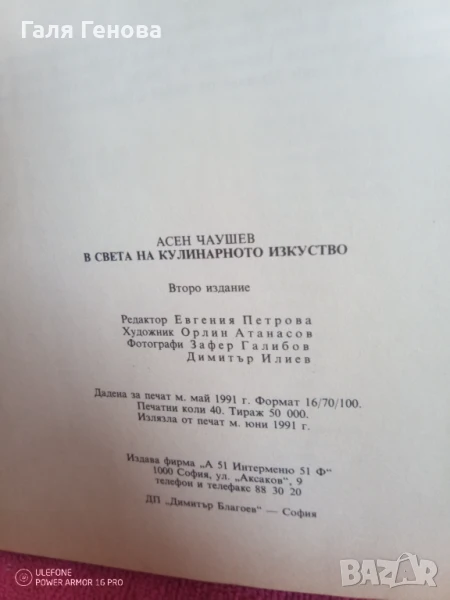 Галя Генова
АСЕН ЧАУШЕВ
В СВЕТА НА КУЛИНАРНОТО ИЗКУСТВО
Второ издание
Редактор Евгения Петрова
Художник Орлин Атанасов
Фотографи Зафер Галибов
Димитър Илиев
Дадена за печат м. май 1991 г. Формат 16/70/100.
Печатни коли 40. Тираж 50 000.
Излязла от печат м. юни 1991 г.
Издава фирма „А 51 Интерменю 51 Ф“
1000 София, ул. „Аксаков“, 9
телефон и телефакс 88 30 20
ДП „Димитър Благоев“ — София
ULEFONE
POWER ARMOR 16 PRO
BAZAR.bg